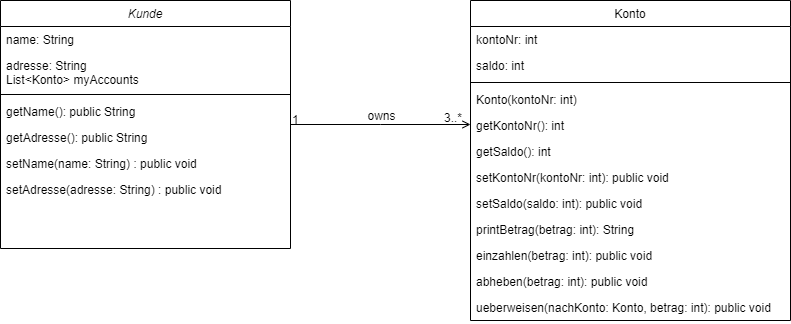 Kunde
name: String
adresse: String
List<Konto> myAccounts
getName(): public String
getAdresse(): public String
setName(name: String) : public void
setAdresse(adresse: String) : public void
1
owns
3..*
Konto
kontoNr: int
saldo: int
Konto(kontoNr: int)
getKontoNr(): int
getSaldo(): int
setKontoNr(kontoNr: int): public void
setSaldo(saldo: int): public void
printBetrag(betrag: int): String
einzahlen(betrag: int): public void
abheben(betrag: int): public void
ueberweisen(nachKonto: Konto, betrag: int): public void